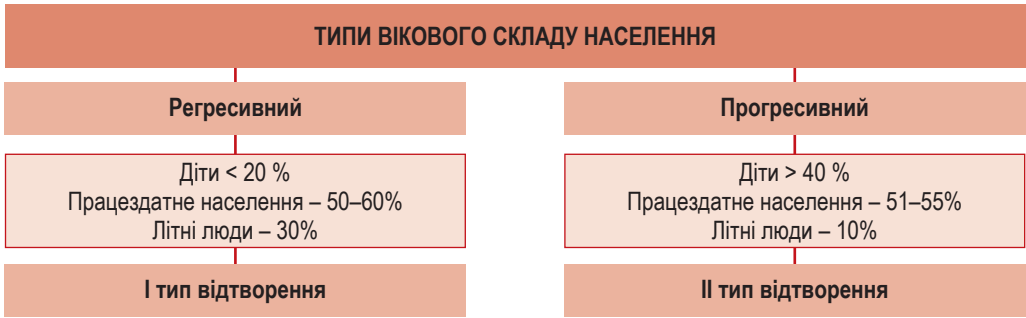 ТИПИ ВІКОВОГО СКЛАДУ НАСЕЛЕННЯ
Регресивний
Діти < 20 %
Працездатне населення – 50–60%
Літні люди – 30%
І тип відтворення
Прогресивний
Діти > 40 %
Працездатне населення – 51–55%
Літні люди – 10%
ІІ тип відтворення